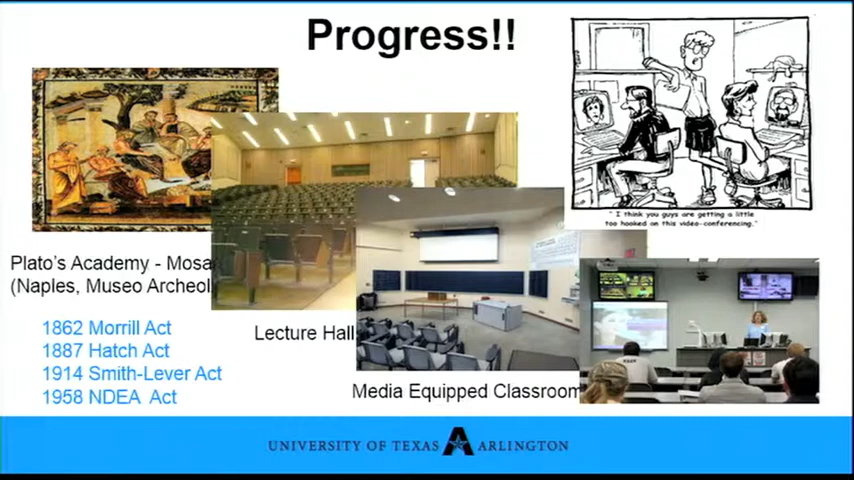 Progress!!
" I think you guys are getting a little
too hooked on this video-conferencing."
Plato's Academy - Mosa
(Naples, Museo Archeol
1862 Morrill Act
1887 Hatch Act
1914 Smith-Lever Act
1958 NDEA Act
Lecture Hall
Media Equipped Classroom
UNIVERSITY OF TEXAS A ARLINGTON